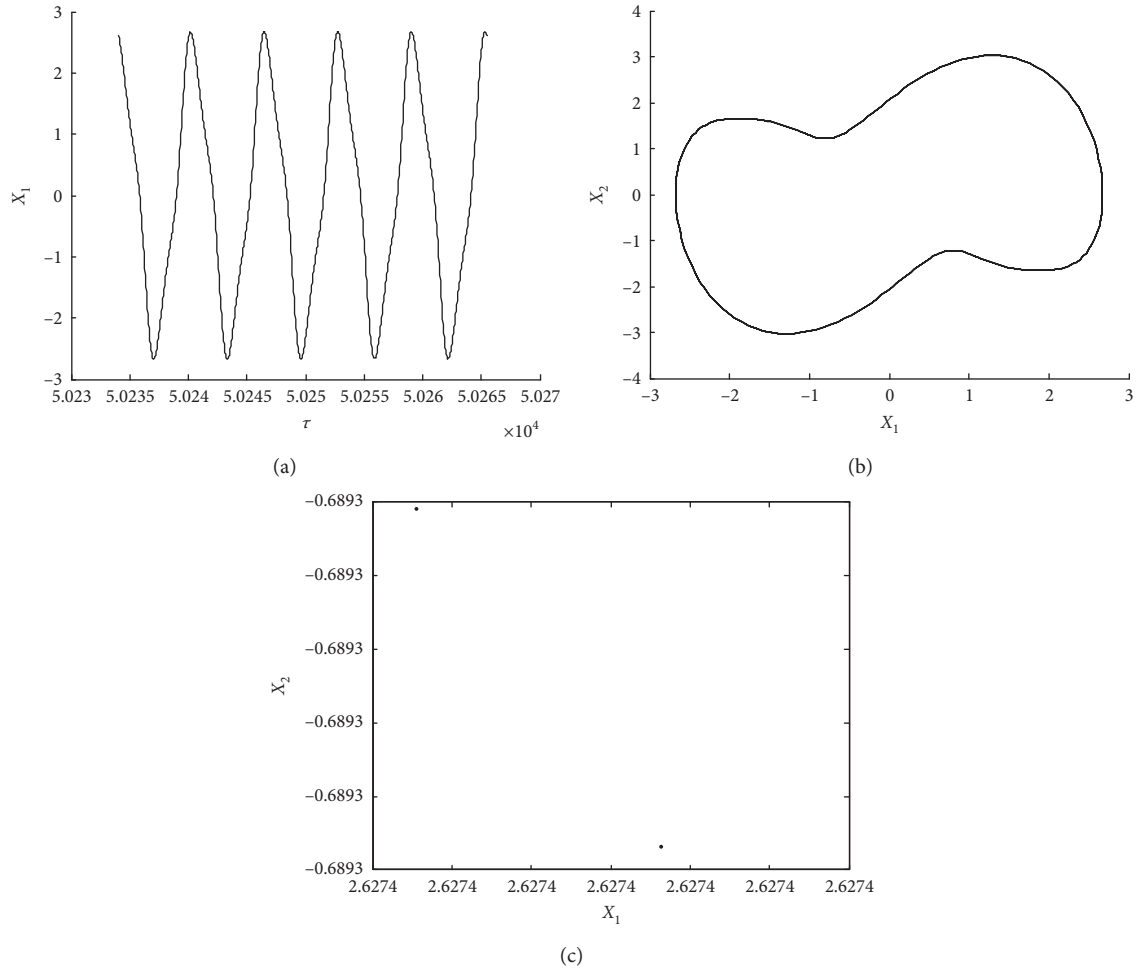 3
2
1
0
–1
–2
–3
X1
5.023 5.0235 5.024 5.0245 5.025 5.0255 5.026 5.0265 5.027
τ
×10^4
(a)
4
3
2
1
0
–1
–2
–3
–4
X2
–3 –2 –1 0 1 2 3
X1
(b)
–0.6893
–0.6893
–0.6893
–0.6893
–0.6893
–0.6893
X2
2.6274 2.6274 2.6274 2.6274 2.6274 2.6274 2.6274
X1
(c)